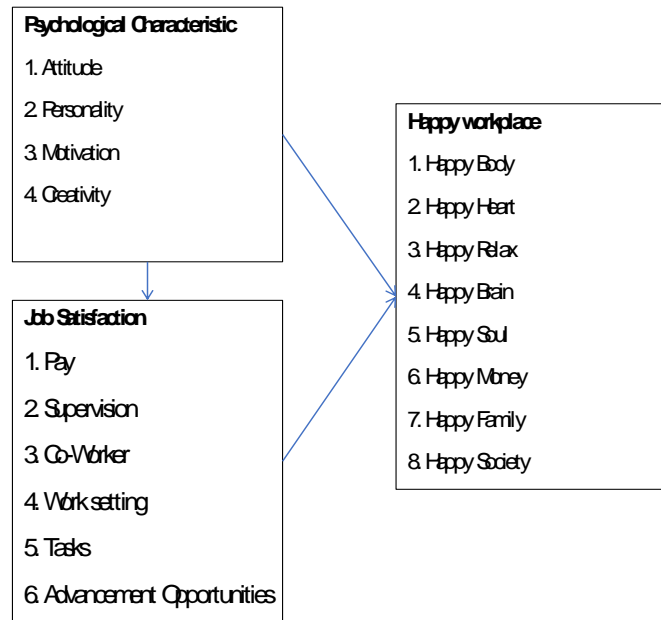 Psychological Characteristic
1. Attitude
2. Personality
3. Motivation
4. Creativity
Job Satisfaction
1. Pay
2. Supervision
3. Co-Worker
4. Work setting
5. Tasks
6. Advancement Opportunities
Happy workplace
1. Happy Body
2. Happy Heart
3. Happy Relax
4. Happy Brain
5. Happy Soul
6. Happy Money
7. Happy Family
8. Happy Society